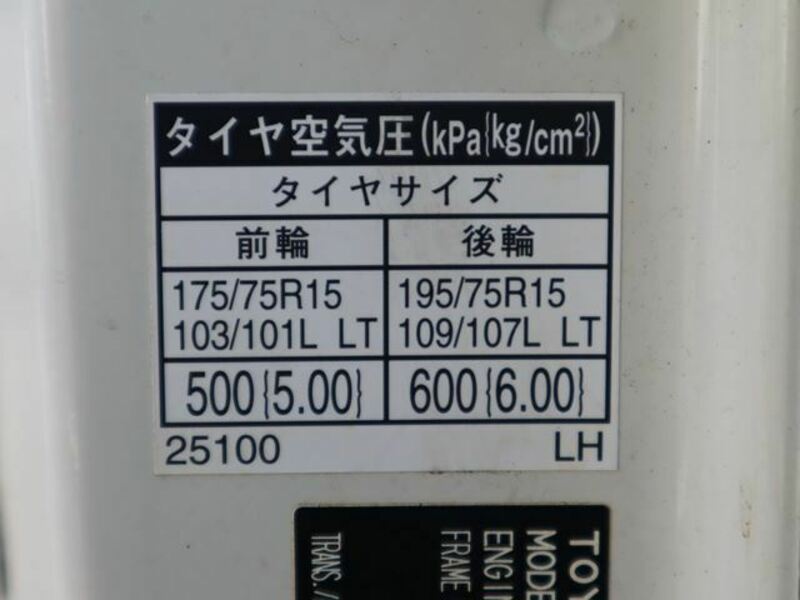 タイヤ空気圧(kPa{kg/cm²})
タイヤサイズ
前輪 後輪
175/75R15 195/75R15
103/101L LT 109/107L LT
500{5.00} 600{6.00}
25100 LH
TOY
MODE
ENGIN
FRAME
TRANS./